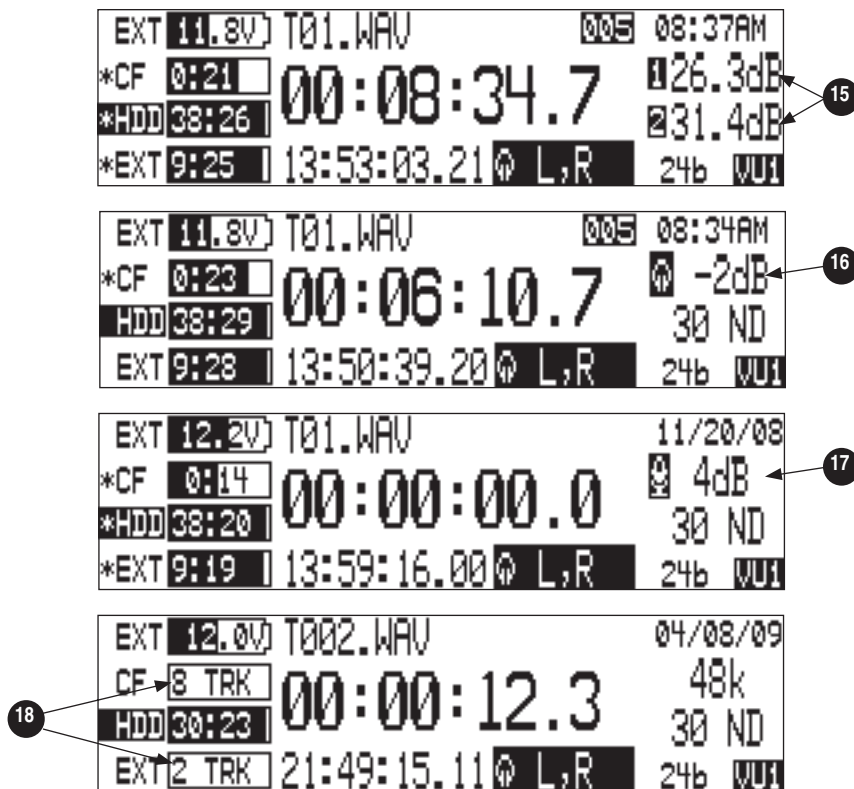 EXT 11.8V T01.WAV 005 08:37AM
*CF 0:21 00:08:34.7 1 26.3dB 15
*HDD 38:26 2 31.4dB
*EXT 9:25 13:53:03.21 L,R 24b VU1
EXT 11.8V T01.WAV 005 08:34AM
*CF 0:23 00:06:10.7 -2dB 16
HDD 38:29 30 ND
EXT 9:28 13:50:39.20 L,R 24b VU1
EXT 12.2V T01.WAV 11/20/08
*CF 0:14 00:00:00.0 4dB 17
*HDD 38:20 30 ND
*EXT 9:19 13:59:16.00 L,R 24b VU1
EXT 12.0V T002.WAV 04/08/09
CF 8 TRK 00:00:12.3 48k
18 HDD 30:23 30 ND
EXT 2 TRK 21:49:15.11 L,R 24b VU1